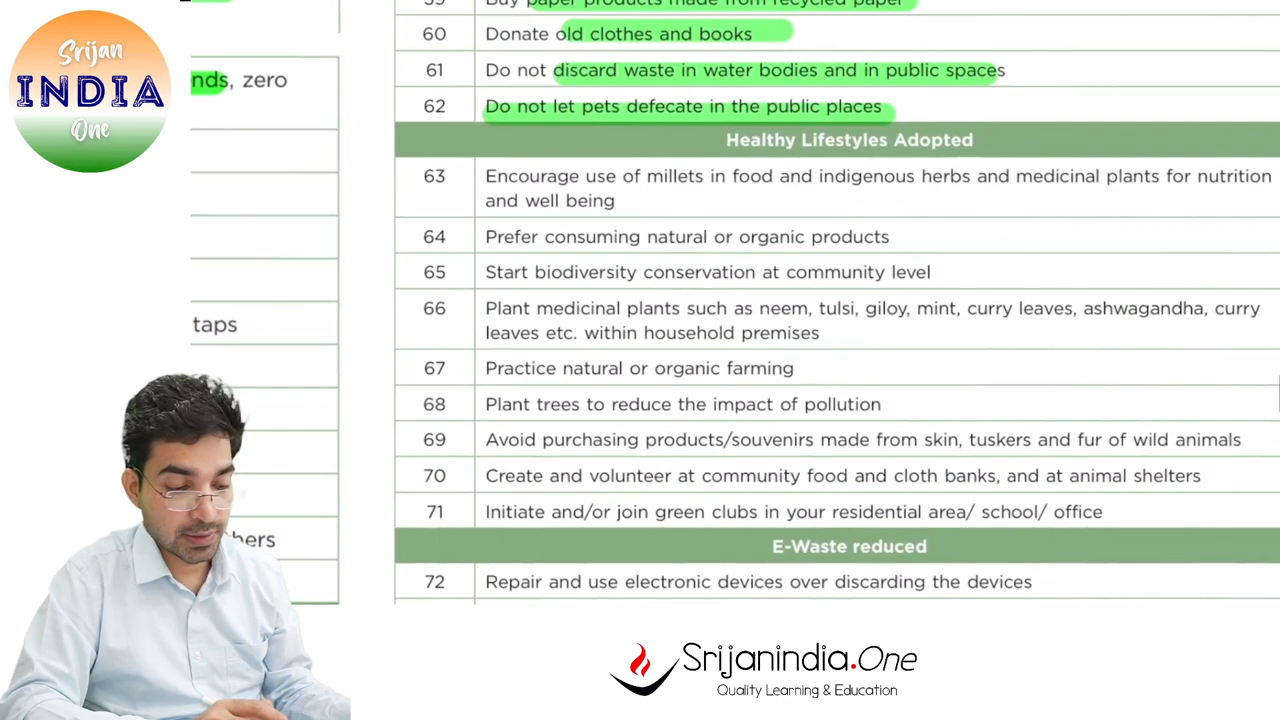 Srijan
INDIA
One
nds, zero
taps
hers
59 Buy paper products made from recycled paper
60 Donate old clothes and books
61 Do not discard waste in water bodies and in public spaces
62 Do not let pets defecate in the public places
Healthy Lifestyles Adopted
63 Encourage use of millets in food and indigenous herbs and medicinal plants for nutrition
and well being
64 Prefer consuming natural or organic products
65 Start biodiversity conservation at community level
66 Plant medicinal plants such as neem, tulsi, giloy, mint, curry leaves, ashwagandha, curry
leaves etc. within household premises
67 Practice natural or organic farming
68 Plant trees to reduce the impact of pollution
69 Avoid purchasing products/souvenirs made from skin, tuskers and fur of wild animals
70 Create and volunteer at community food and cloth banks, and at animal shelters
71 Initiate and/or join green clubs in your residential area/ school/ office
E-Waste reduced
72 Repair and use electronic devices over discarding the devices
Srijanindia.One
Quality Learning & Education